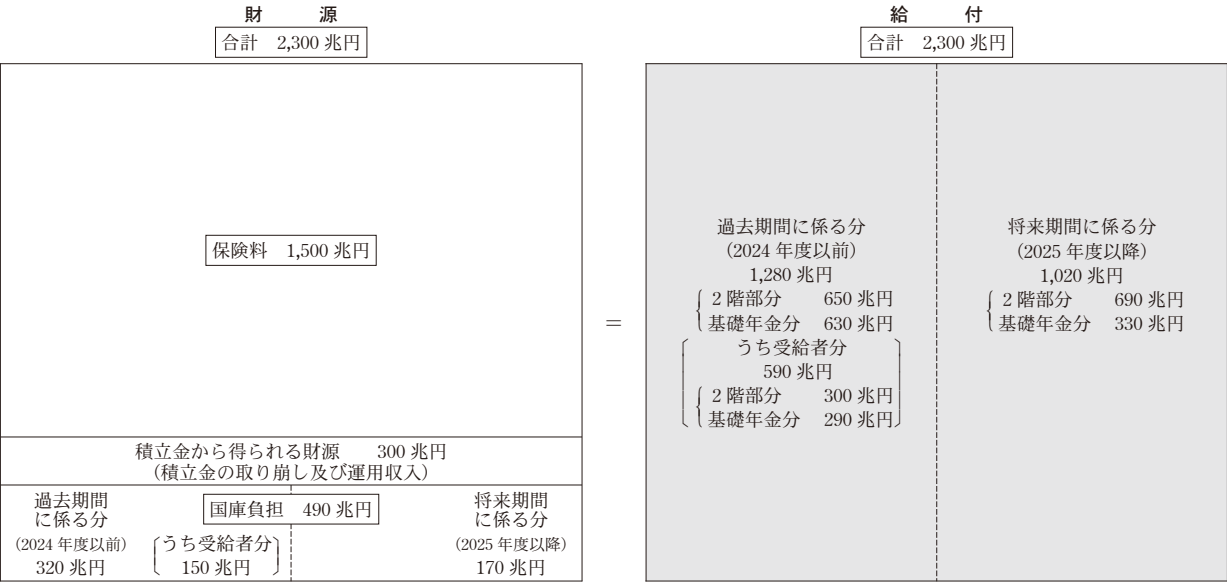 財　源
合計　2,300 兆円
保険料　1,500 兆円
積立金から得られる財源　300 兆円
（積立金の取り崩し及び運用収入）
国庫負担　490 兆円
過去期間
に係る分
(2024 年度以前)
320 兆円
うち受給者分
150 兆円
将来期間
に係る分
(2025 年度以降)
170 兆円
＝
給　付
合計　2,300 兆円
過去期間に係る分
（2024 年度以前）
1,280 兆円
2 階部分　650 兆円
基礎年金分　630 兆円
うち受給者分
590 兆円
2 階部分　300 兆円
基礎年金分　290 兆円
将来期間に係る分
（2025 年度以降）
1,020 兆円
2 階部分　690 兆円
基礎年金分　330 兆円